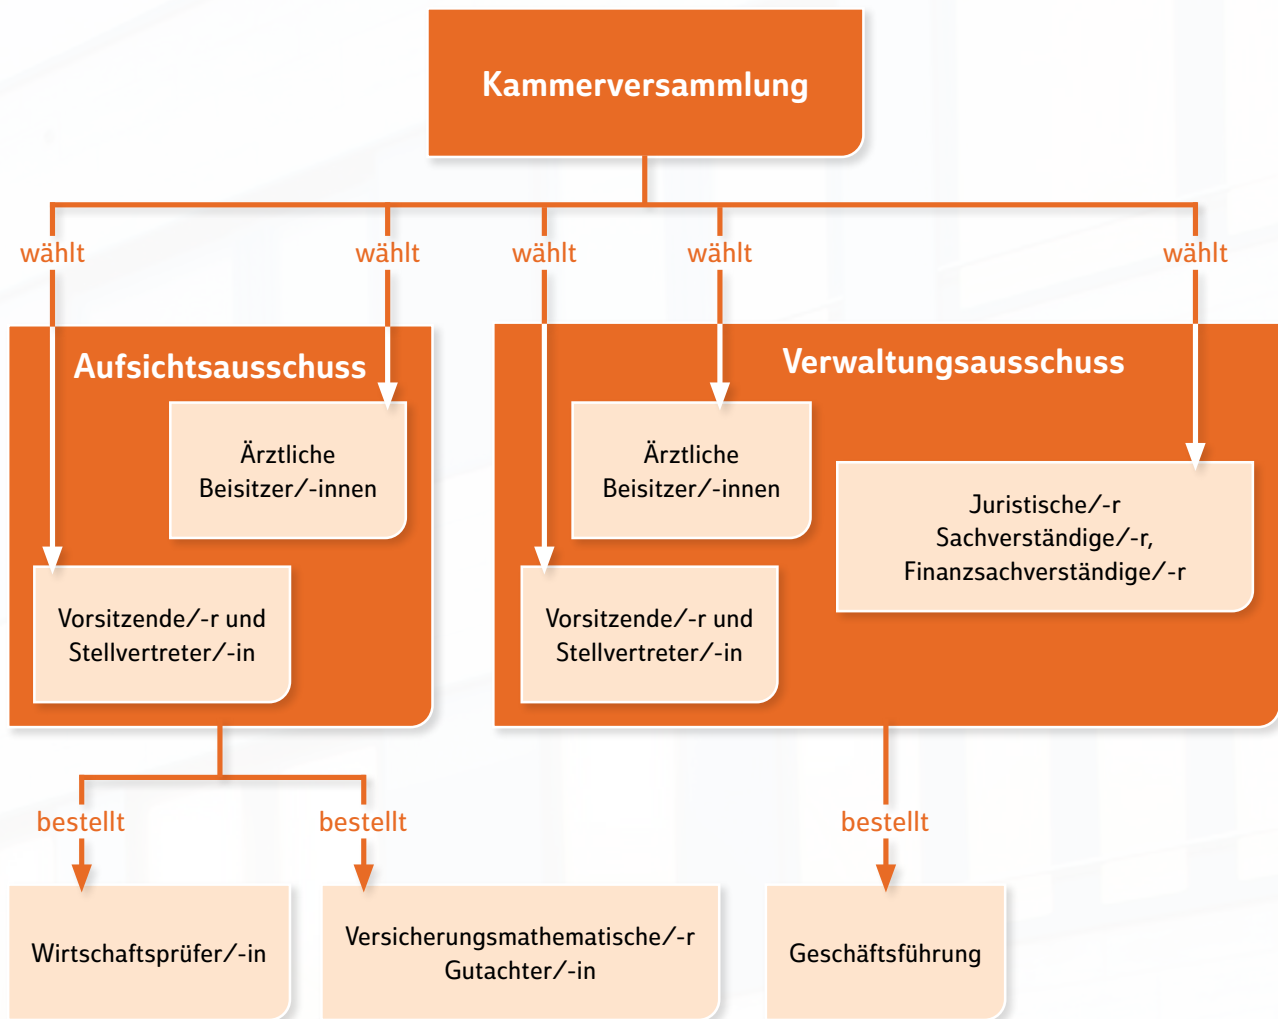 Kammerversammlung
wählt
wählt
wählt
wählt
wählt
Aufsichtsausschuss
Ärztliche
Beisitzer/-innen
Vorsitzende/-r und
Stellvertreter/-in
Verwaltungsausschuss
Ärztliche
Beisitzer/-innen
Juristische/-r
Sachverständige/-r,
Finanzsachverständige/-r
Vorsitzende/-r und
Stellvertreter/-in
bestellt
bestellt
bestellt
Wirtschaftsprüfer/-in
Versicherungsmathematische/-r
Gutachter/-in
Geschäftsführung